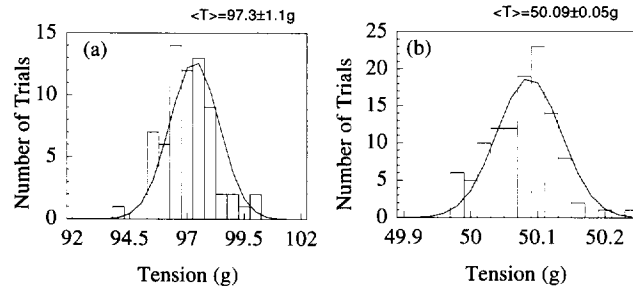 <T>=97.3±1.1g
<T>=50.09±0.05g
(a)
Number of Trials
15
10
5
0
92 94.5 97 99.5 102
Tension (g)
(b)
Number of Trials
25
20
15
10
5
0
49.9 50 50.1 50.2
Tension (g)